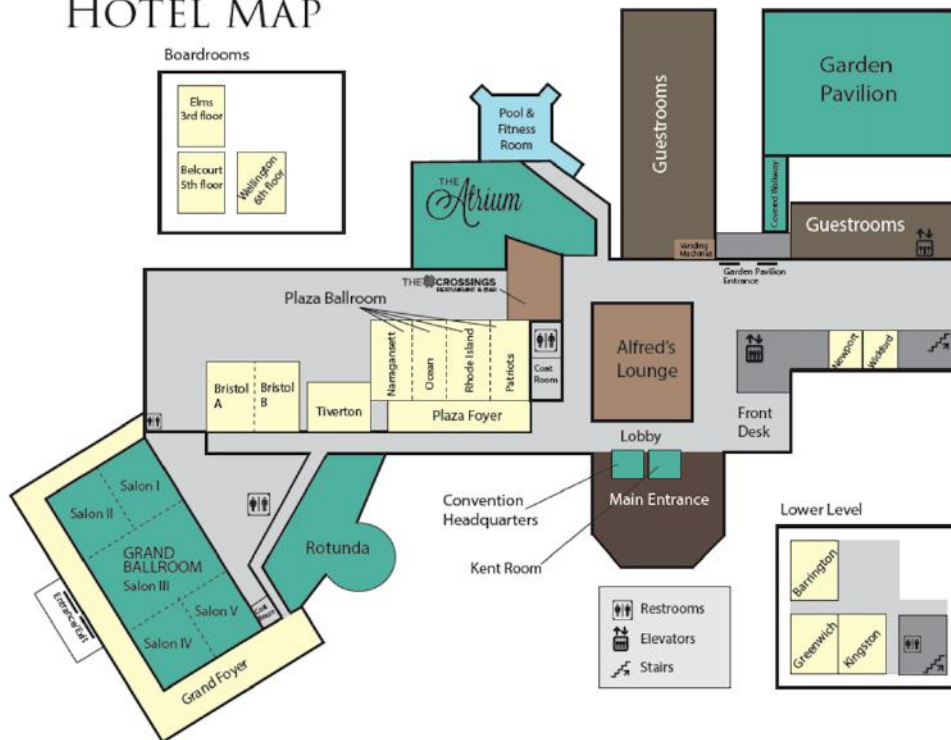 HOTEL MAP
Boardrooms
Elms
3rd floor
Belcourt
5th floor
Wellington
6th floor
Pool &
Fitness
Room
THE
Atrium
THE CROSSINGS
RESTAURANT & BAR
Guestrooms
Garden
Pavilion
Covered Walkway
Guestrooms
Vending
Machines
Garden Pavilion
Entrance
Plaza Ballroom
Narragansett
Ocean
Rhode Island
Patriots
Coat
Room
Alfred's
Lounge
Newport
Wickford
Bristol
A
Bristol
B
Tiverton
Plaza Foyer
Front
Desk
Lobby
Convention
Headquarters
Main Entrance
Kent Room
Salon I
Salon II
GRAND
BALLROOM
Salon III
Salon V
Salon IV
Coat
Room
Rotunda
Entrance/Exit
Grand Foyer
Restrooms
Elevators
Stairs
Lower Level
Barrington
Greenwich
Kingston